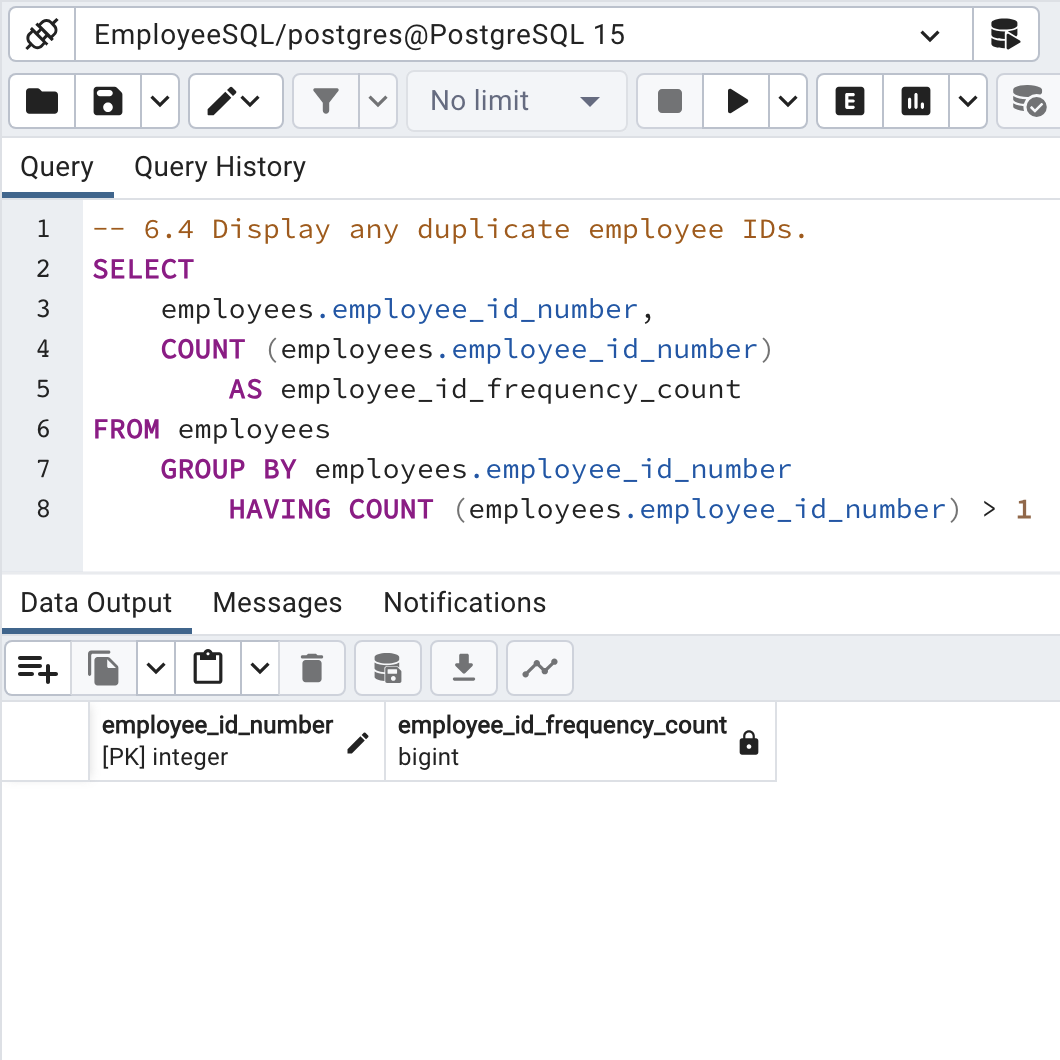 EmployeeSQL/postgres@PostgreSQL 15
No limit
E
Query Query History
1 -- 6.4 Display any duplicate employee IDs.
2 SELECT
3 employees.employee_id_number,
4 COUNT (employees.employee_id_number)
5 AS employee_id_frequency_count
6 FROM employees
7 GROUP BY employees.employee_id_number
8 HAVING COUNT (employees.employee_id_number) > 1
Data Output Messages Notifications
employee_id_number employee_id_frequency_count
[PK] integer bigint